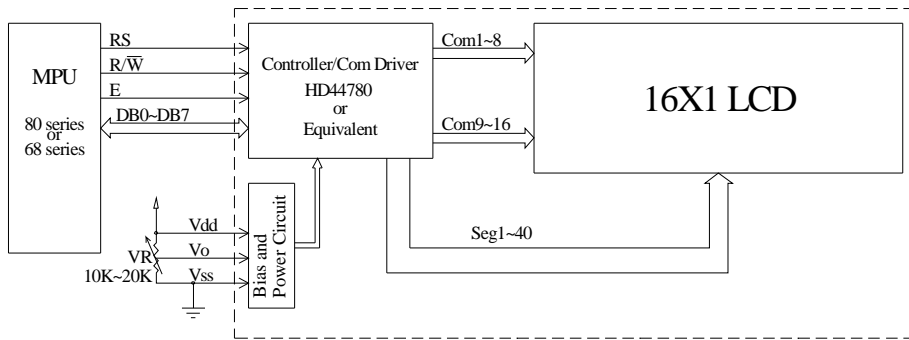 MPU
80 series
or
68 series
RS
R/W̅
E
DB0~DB7
Controller/Com Driver
HD44780
or
Equivalent
Com1~8
Com9~16
16X1 LCD
Seg1~40
Vdd
Vo
Vss
VR
10K~20K
Bias and
Power Circuit